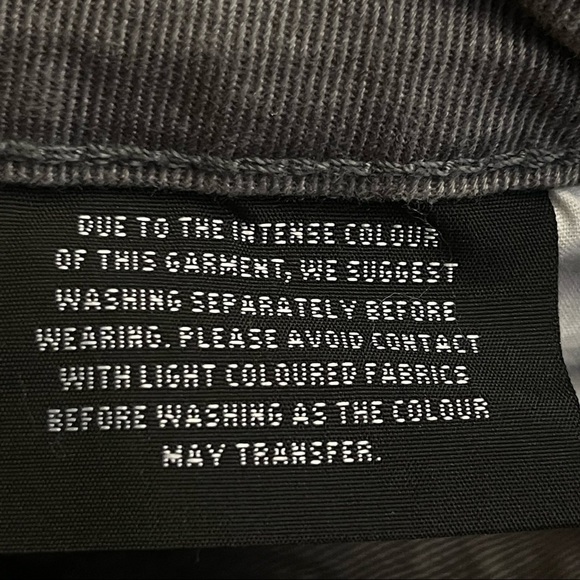 DUE TO THE INTENSE COLOUR
OF THIS GARMENT, WE SUGGEST
WASHING SEPARATELY BEFORE
WEARING. PLEASE AVOID CONTACT
WITH LIGHT COLOURED FABRICS
BEFORE WASHING AS THE COLOUR
MAY TRANSFER.